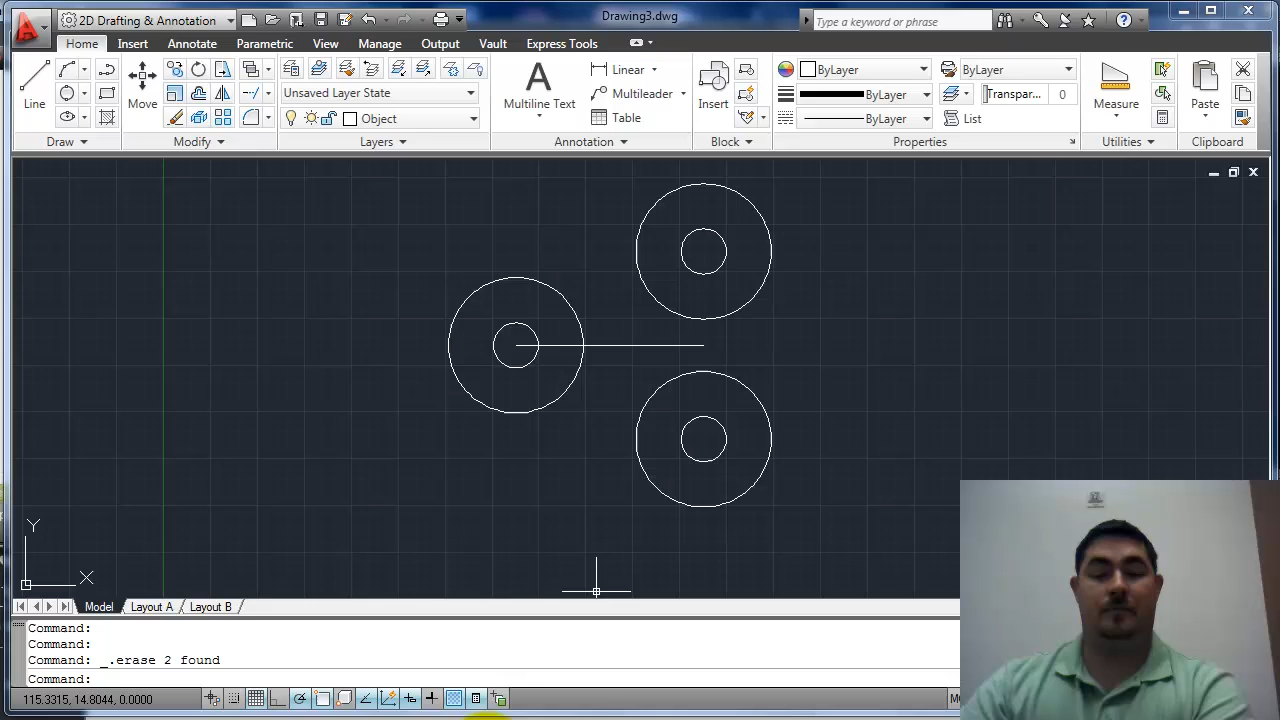 2D Drafting & Annotation
Drawing3.dwg
Type a keyword or phrase
Home Insert Annotate Parametric View Manage Output Vault Express Tools
Line
Move
Unsaved Layer State
Object
Multiline Text
Linear
Multileader
Table
Insert
ByLayer
ByLayer
ByLayer
ByLayer
Transpar... 0
List
Measure
Paste
Draw Modify Layers Annotation Block Properties Utilities Clipboard
Y
X
Model Layout A Layout B
Command:
Command:
Command: _.erase 2 found
Command:
115.3315, 14.8044, 0.0000